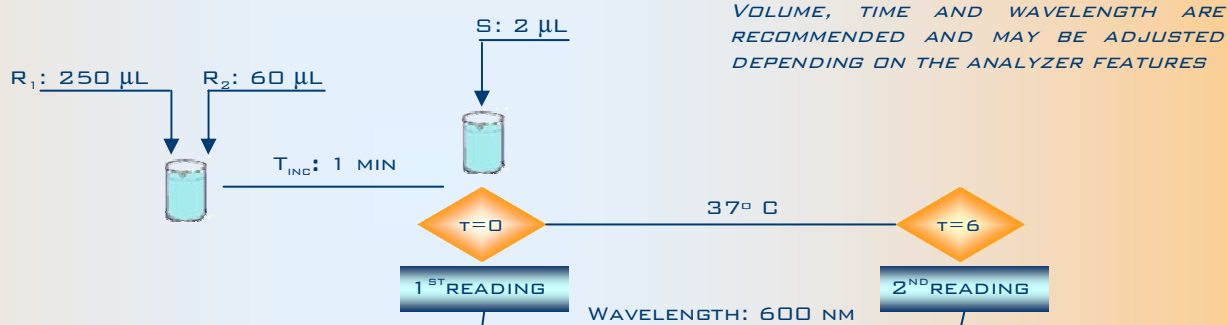 S: 2 µL
VOLUME, TIME AND WAVELENGTH ARE
RECOMMENDED AND MAY BE ADJUSTED
DEPENDING ON THE ANALYZER FEATURES
R₁: 250 µL
R₂: 60 µL
TINC: 1 MIN
37º C
T=0
T=6
1ST READING
2ND READING
WAVELENGTH: 600 NM